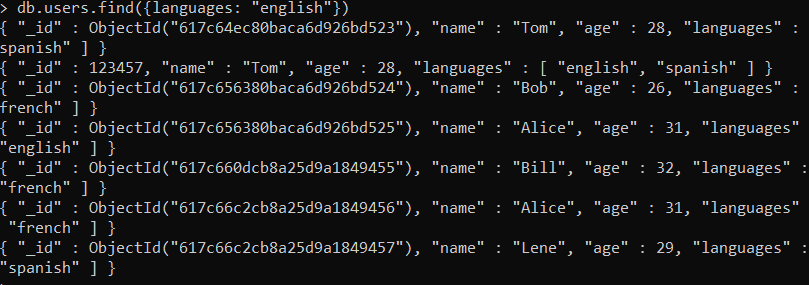 > db.users.find({languages: "english"})
{ "_id" : ObjectId("617c64ec80baca6d926bd523"), "name" : "Tom", "age" : 28, "languages" :
spanish" ] }
{ "_id" : 123457, "name" : "Tom", "age" : 28, "languages" : [ "english", "spanish" ] }
{ "_id" : ObjectId("617c656380baca6d926bd524"), "name" : "Bob", "age" : 26, "languages" :
french" ] }
{ "_id" : ObjectId("617c656380baca6d926bd525"), "name" : "Alice", "age" : 31, "languages"
"english" ] }
{ "_id" : ObjectId("617c660dcb8a25d9a1849455"), "name" : "Bill", "age" : 32, "languages" :
"french" ] }
{ "_id" : ObjectId("617c66c2cb8a25d9a1849456"), "name" : "Alice", "age" : 31, "languages"
"french" ] }
{ "_id" : ObjectId("617c66c2cb8a25d9a1849457"), "name" : "Lene", "age" : 29, "languages" :
"spanish" ] }